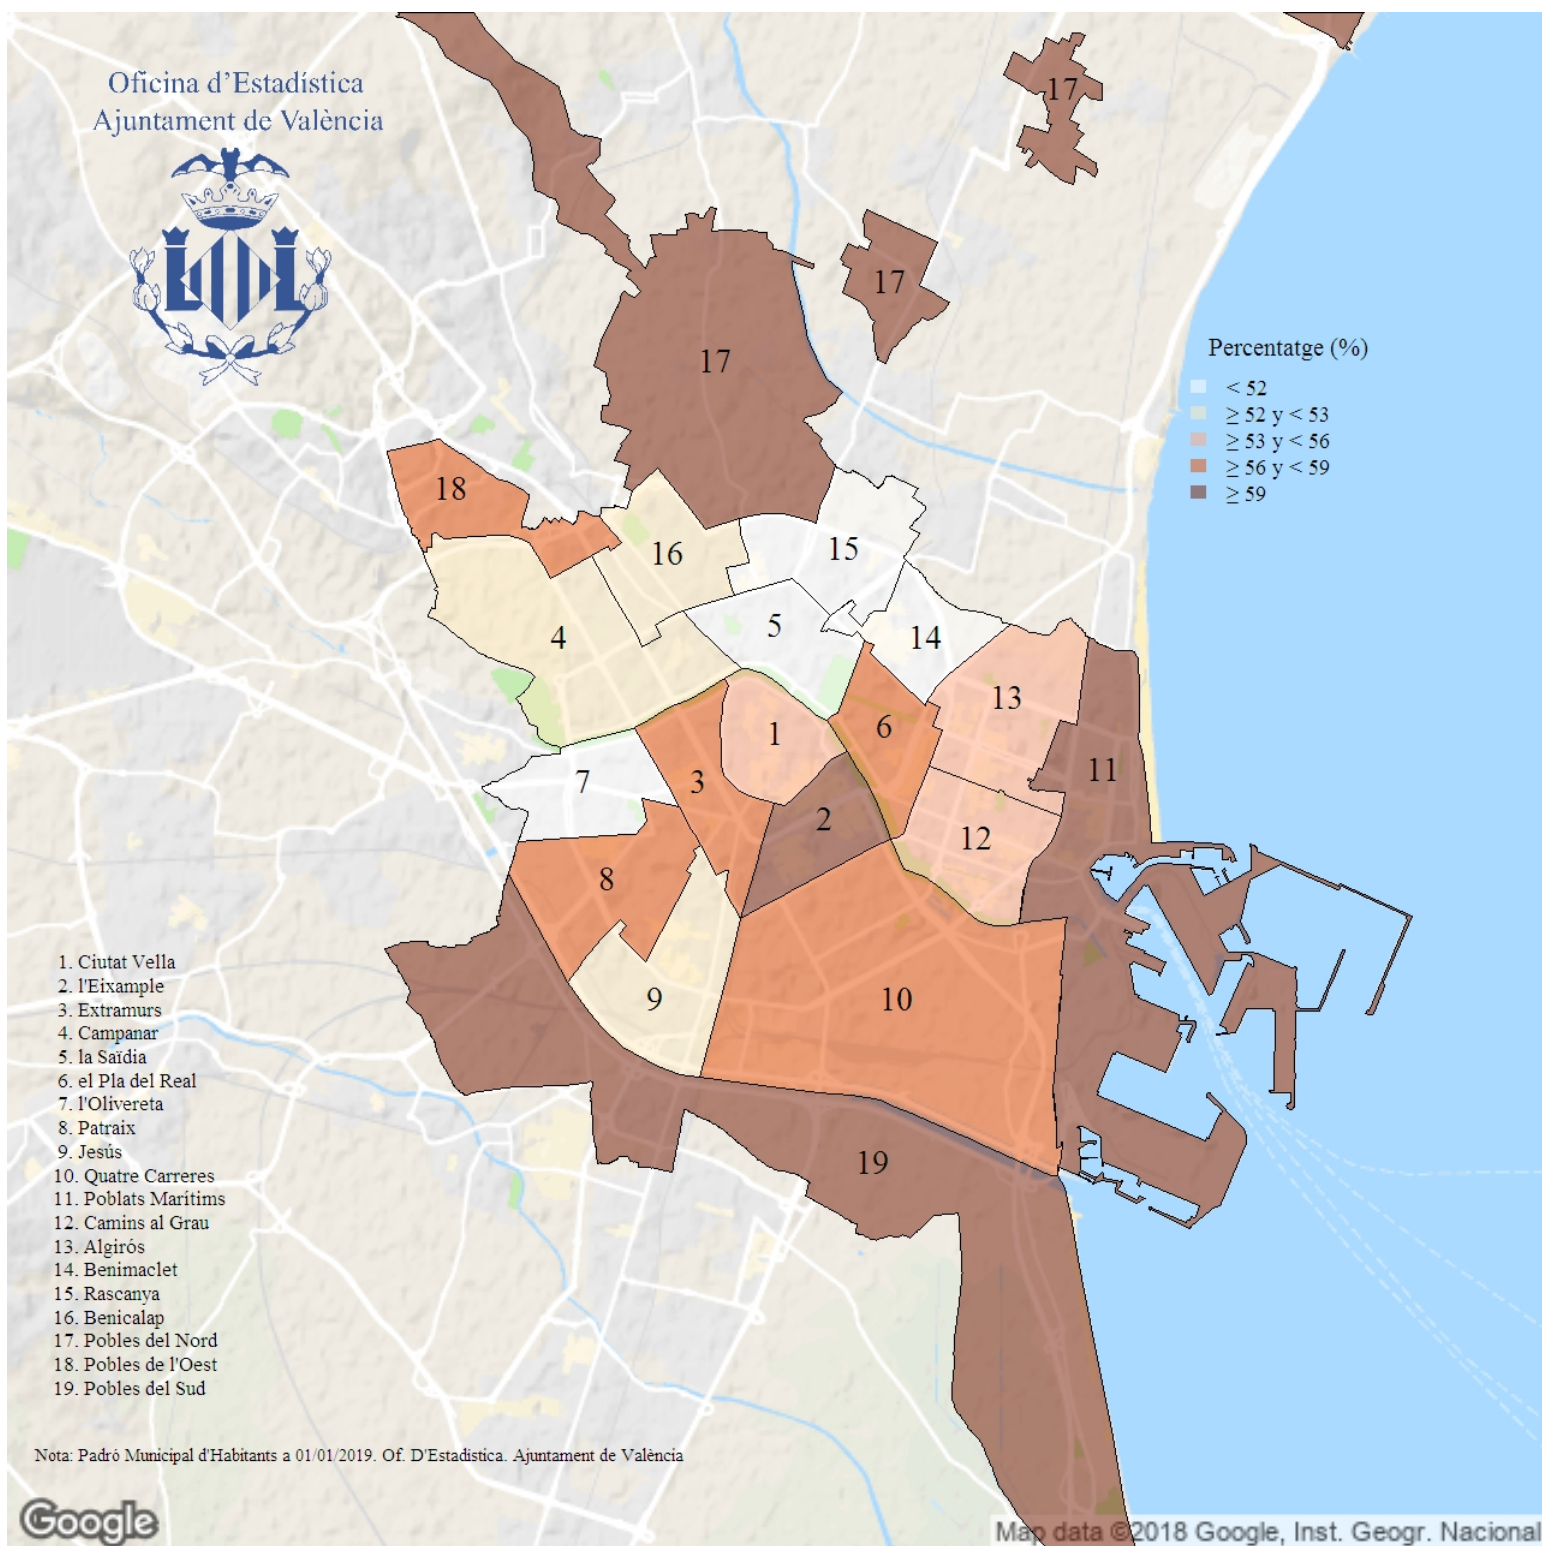 Oficina d'Estadística
Ajuntament de València
17
17
17
Percentatge (%)
< 52
≥ 52 y < 53
≥ 53 y < 56
≥ 56 y < 59
≥ 59
18
16
15
4
5
14
13
1
6
11
7
3
2
12
8
9
10
19
1. Ciutat Vella
2. l'Eixample
3. Extramurs
4. Campanar
5. la Saïdia
6. el Pla del Real
7. l'Olivereta
8. Patraix
9. Jesús
10. Quatre Carreres
11. Poblats Marítims
12. Camins al Grau
13. Algirós
14. Benimaclet
15. Rascanya
16. Benicalap
17. Pobles del Nord
18. Pobles de l'Oest
19. Pobles del Sud
Nota: Padró Municipal d'Habitants a 01/01/2019. Of. D'Estadística. Ajuntament de València
Google
Map data ©2018 Google, Inst. Geogr. Nacional